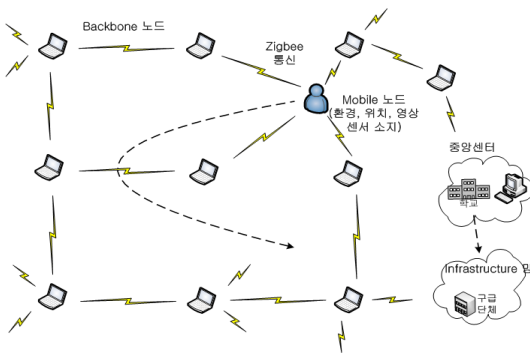 Backbone 노드
Zigbee
통신
Mobile 노드
(환경, 위치, 영상
센서 소지)
중앙센터
학교
Infrastructure 망
구급
단체